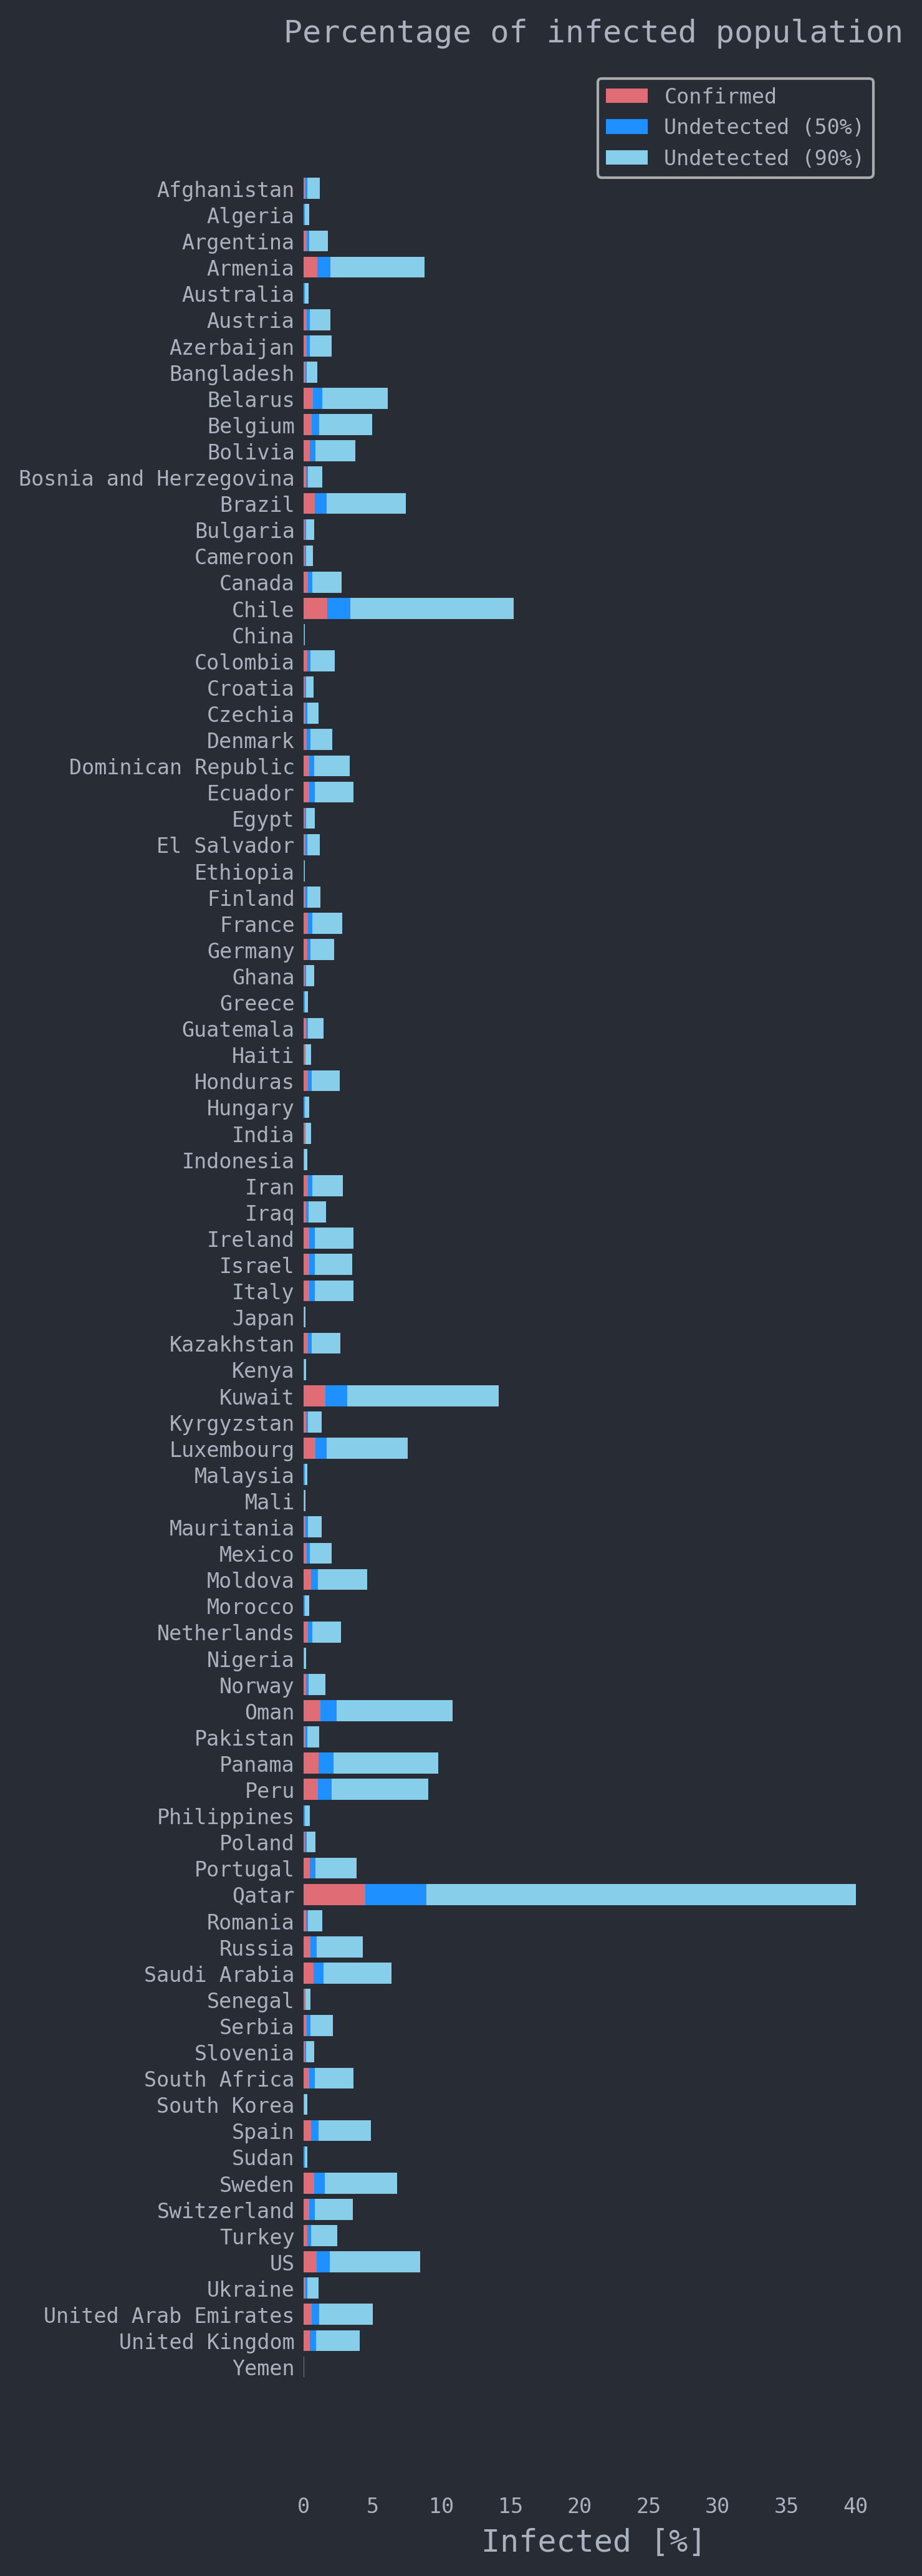 Percentage of infected population
Confirmed
Undetected (50%)
Undetected (90%)
Afghanistan
Algeria
Argentina
Armenia
Australia
Austria
Azerbaijan
Bangladesh
Belarus
Belgium
Bolivia
Bosnia and Herzegovina
Brazil
Bulgaria
Cameroon
Canada
Chile
China
Colombia
Croatia
Czechia
Denmark
Dominican Republic
Ecuador
Egypt
El Salvador
Ethiopia
Finland
France
Germany
Ghana
Greece
Guatemala
Haiti
Honduras
Hungary
India
Indonesia
Iran
Iraq
Ireland
Israel
Italy
Japan
Kazakhstan
Kenya
Kuwait
Kyrgyzstan
Luxembourg
Malaysia
Mali
Mauritania
Mexico
Moldova
Morocco
Netherlands
Nigeria
Norway
Oman
Pakistan
Panama
Peru
Philippines
Poland
Portugal
Qatar
Romania
Russia
Saudi Arabia
Senegal
Serbia
Slovenia
South Africa
South Korea
Spain
Sudan
Sweden
Switzerland
Turkey
US
Ukraine
United Arab Emirates
United Kingdom
Yemen
0 5 10 15 20 25 30 35 40
Infected [%]